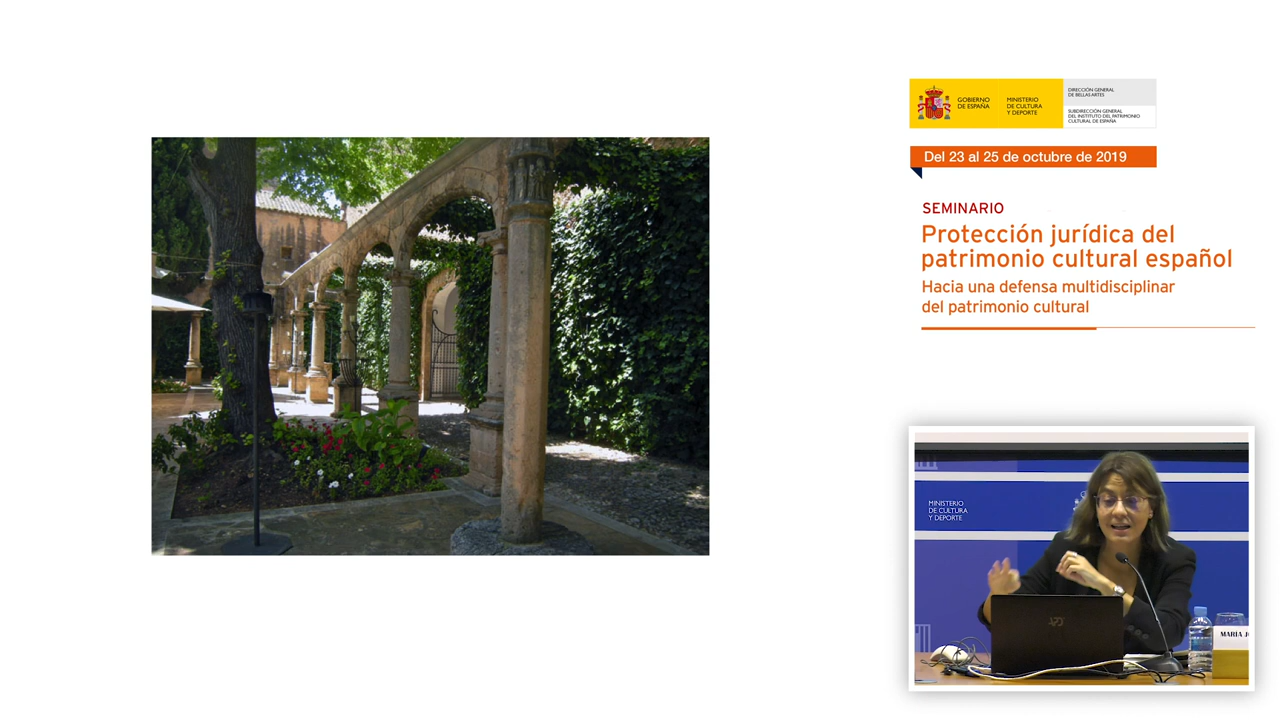 GOBIERNO
DE ESPAÑA
MINISTERIO
DE CULTURA
Y DEPORTE
DIRECCIÓN GENERAL
DE BELLAS ARTES
SUBDIRECCIÓN GENERAL
DEL INSTITUTO DEL PATRIMONIO
CULTURAL DE ESPAÑA
Del 23 al 25 de octubre de 2019
SEMINARIO
Protección jurídica del
patrimonio cultural español
Hacia una defensa multidisciplinar
del patrimonio cultural
MINISTERIO
DE CULTURA
Y DEPORTE
MARIA